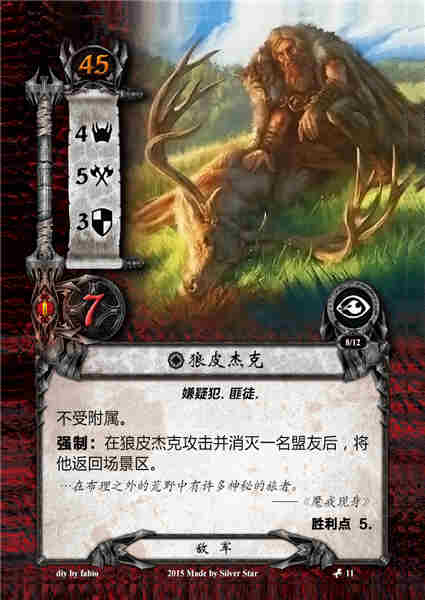 45
4
5
3
7
8/12
狼皮杰克
嫌疑犯. 匪徒.
不受附属。
强制：在狼皮杰克攻击并消灭一名盟友后，将
他返回场景区。
…在布理之外的荒野中有许多神秘的旅者。
——《魔戒现身》
胜利点 5.
敌 军
diy by fabio
2015 Made by Silver Star
11